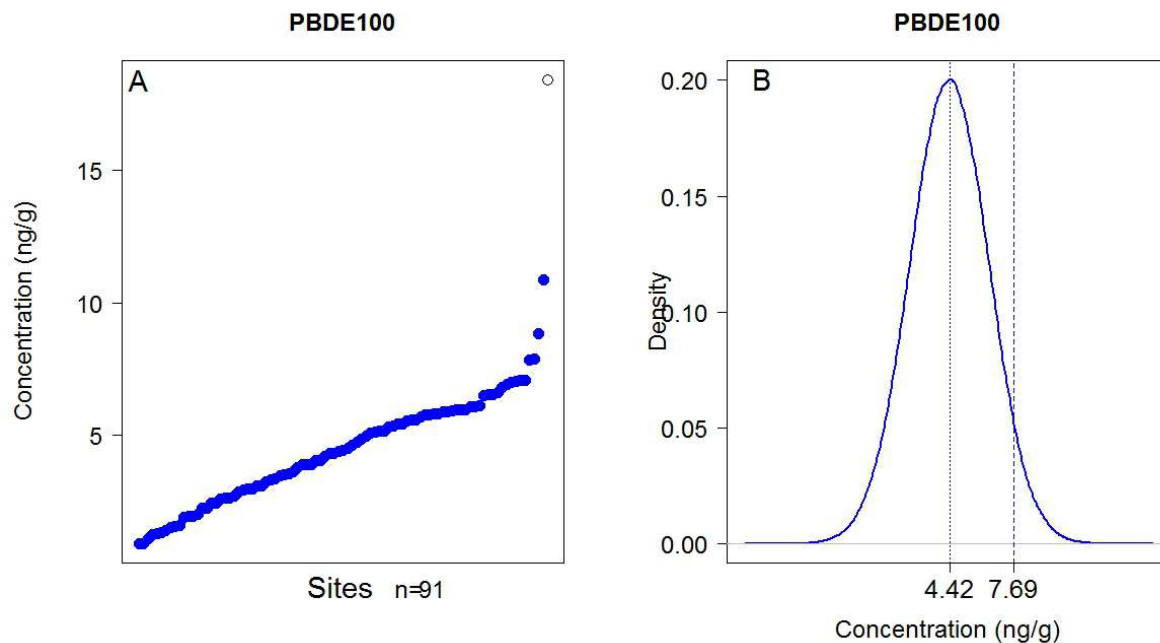 PBDE100
A
Concentration (ng/g)
15
10
5
Sites n=91
PBDE100
B
Density
0.20
0.15
0.10
0.05
0.00
4.42 7.69
Concentration (ng/g)